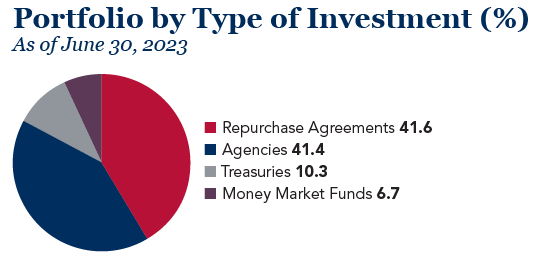 Portfolio by Type of Investment (%)
As of June 30, 2023
Repurchase Agreements 41.6
Agencies 41.4
Treasuries 10.3
Money Market Funds 6.7